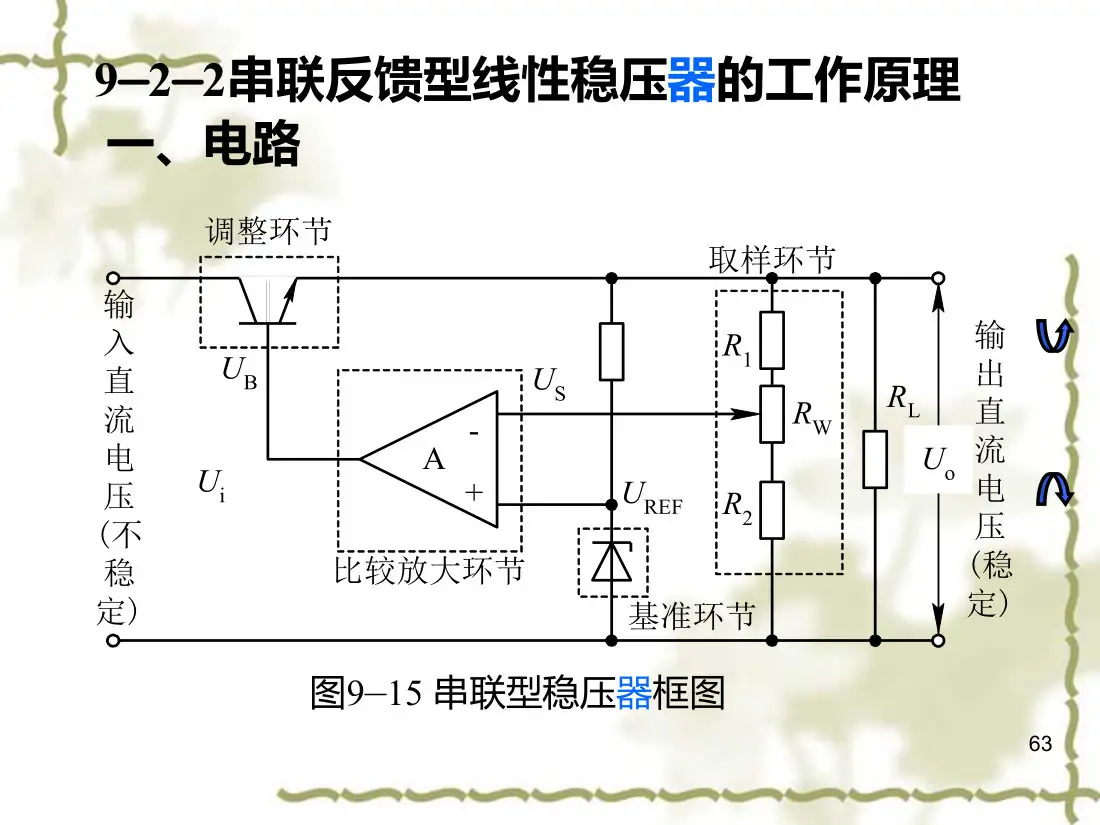 9–2–2串联反馈型线性稳压器的工作原理
一、电路
调整环节
取样环节
输入直流电压(不稳定)
U_B
U_i
A
-
+
比较放大环节
U_S
U_REF
基准环节
R_1
R_W
R_2
R_L
U_o
输出直流电压(稳定)
图9–15 串联型稳压器框图
63